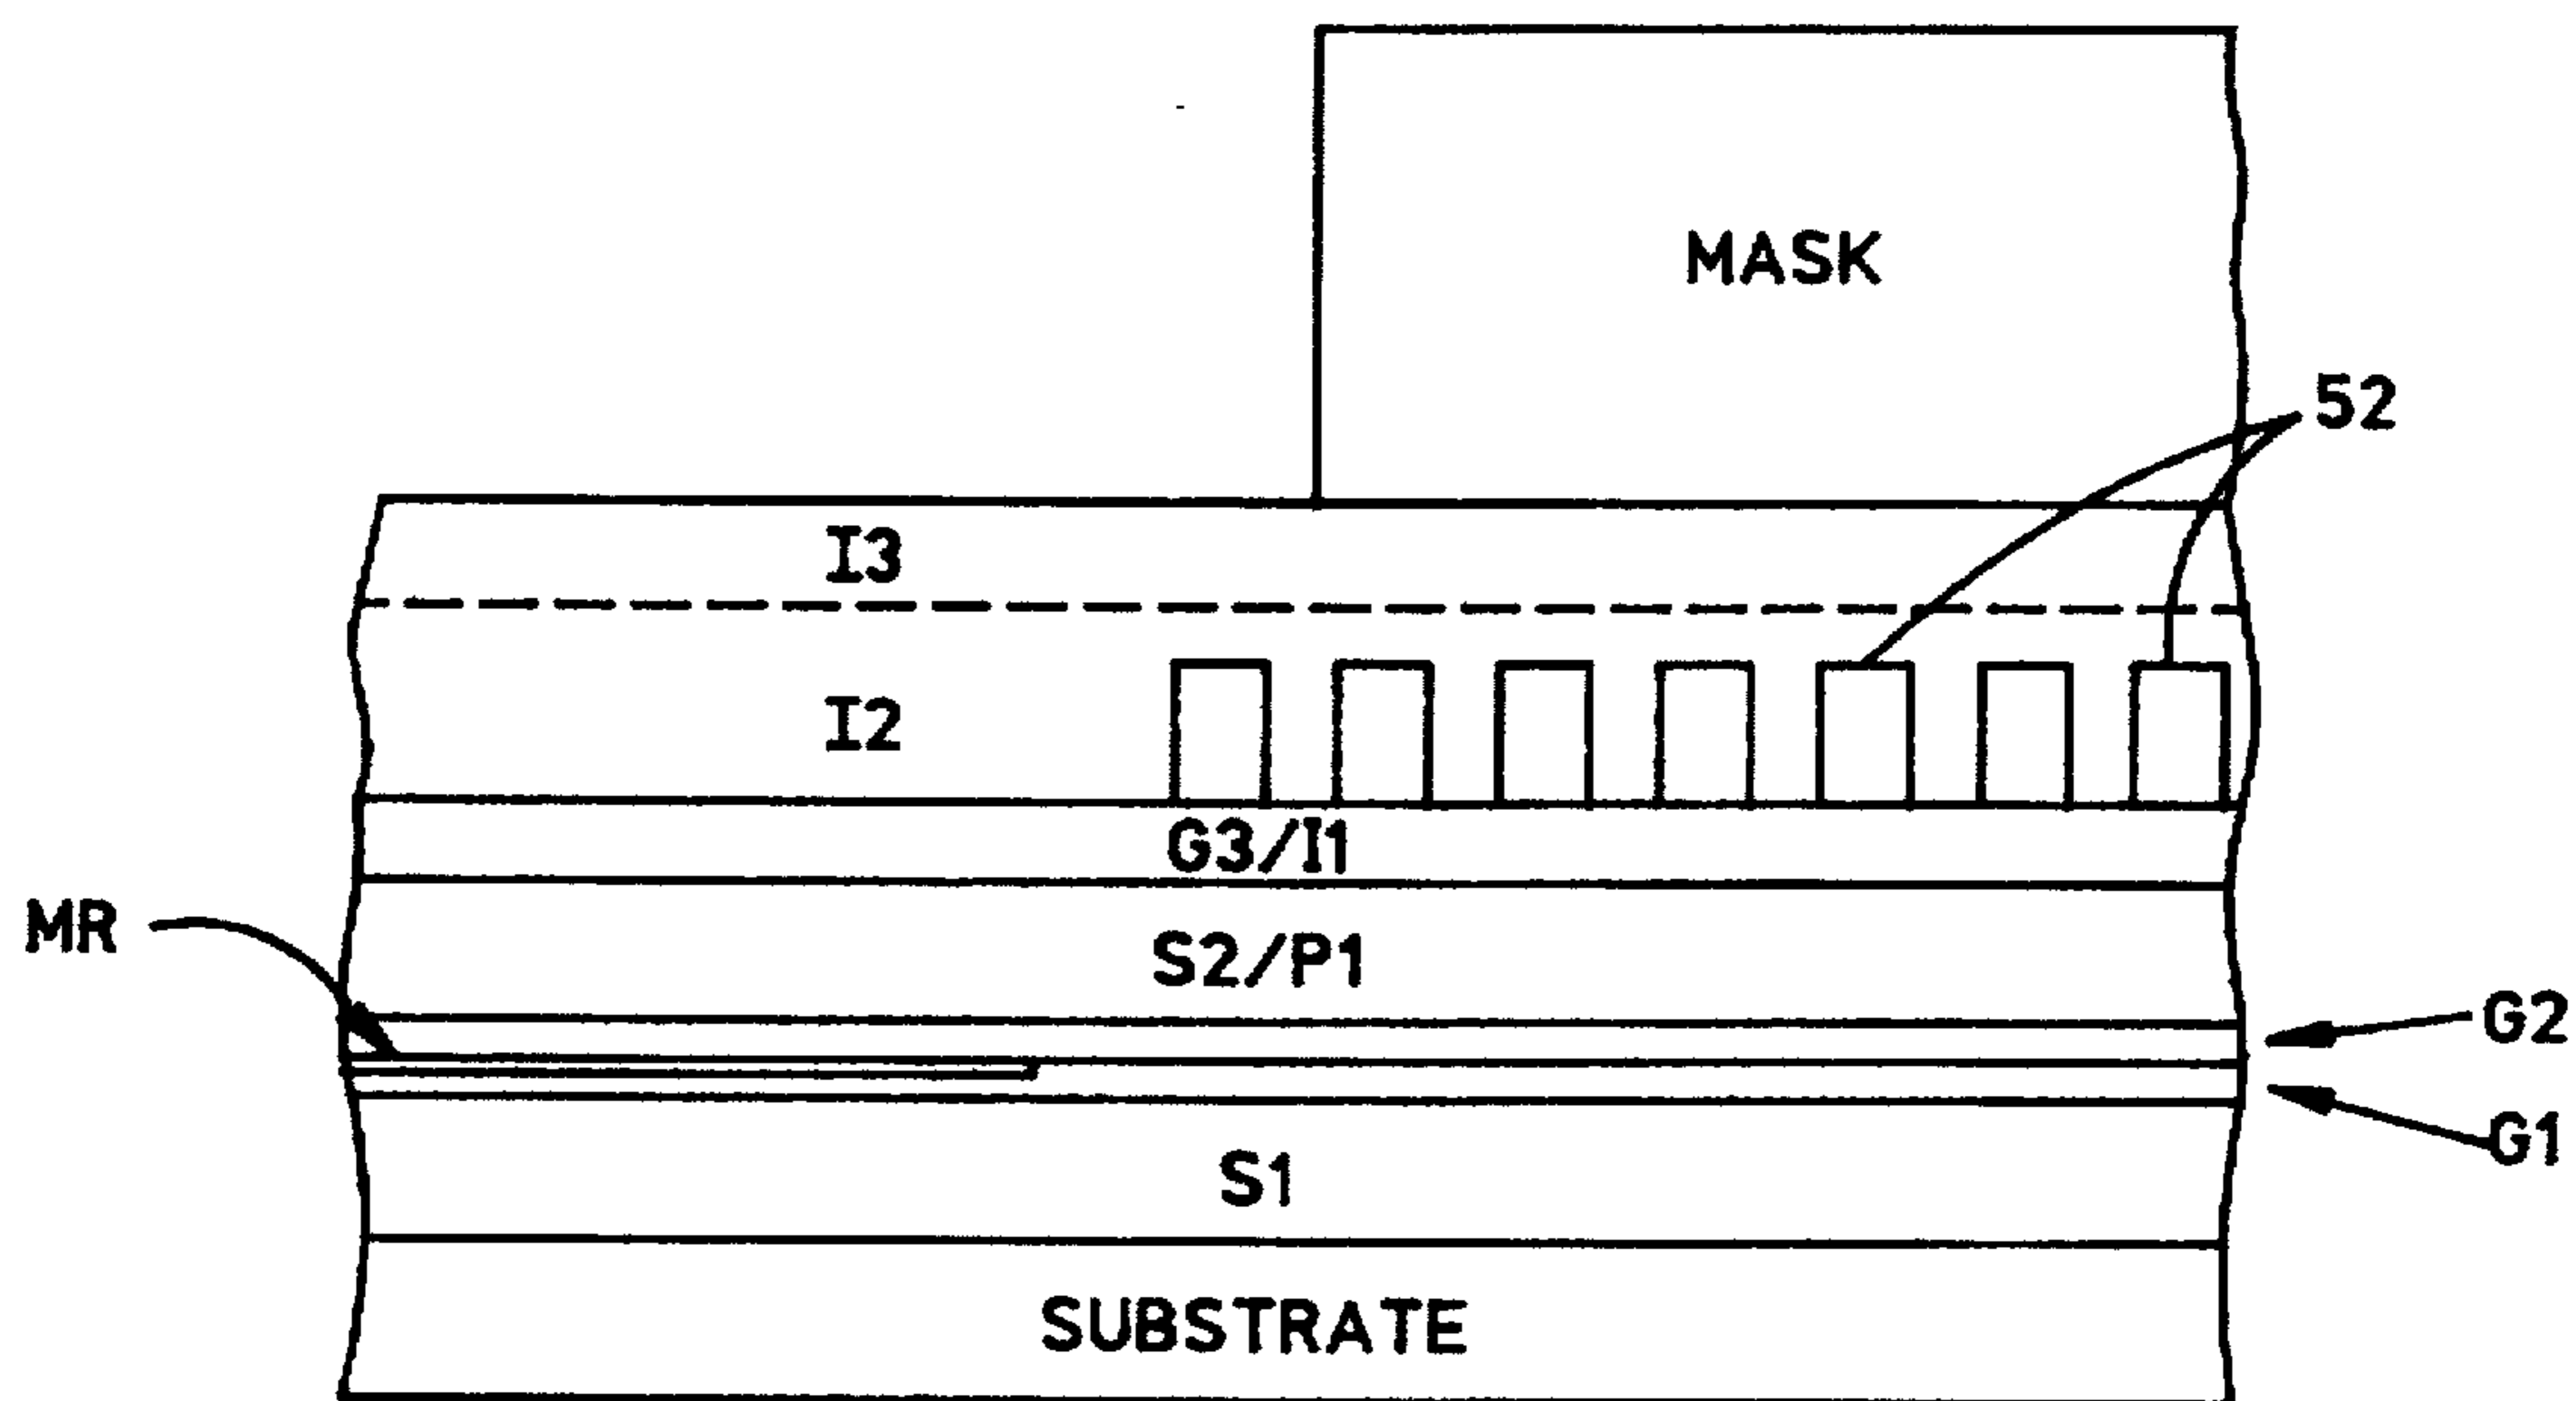 MASK
52
I3
I2
G3/I1
MR
S2/P1
G2
G1
S1
SUBSTRATE